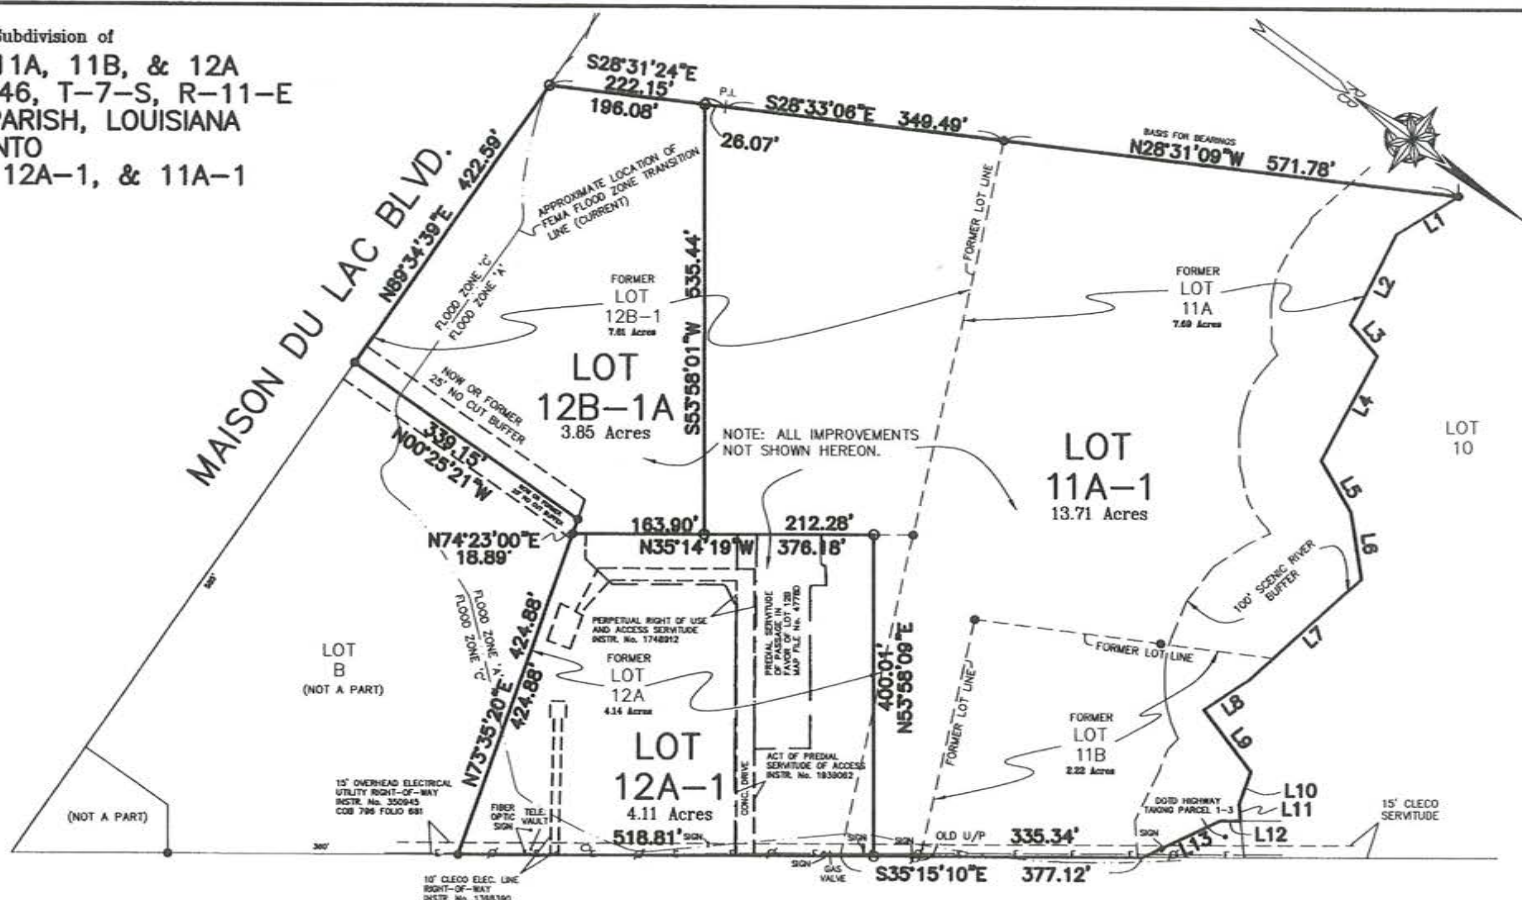 Subdivision of
11A, 11B, & 12A
46, T-7-S, R-11-E
PARISH, LOUISIANA
NTO
12A-1, & 11A-1
MAISON DU LAC BLVD.
N89°34'39"E 422.59'
S28°31'24"E
222.15'
196.08'
P.I.
26.07'
S28°33'06"E 349.49'
BASIS FOR BEARINGS
N28°31'09"W 571.78'
APPROXIMATE LOCATION OF
FEMA FLOOD ZONE TRANSITION
LINE (CURRENT)
FLOOD ZONE 'C'
FLOOD ZONE 'A'
FORMER
LOT
12B-1
7.61 Acres
LOT
12B-1A
3.85 Acres
S53°58'01"W 535.44'
FORMER LOT LINE
FORMER
LOT
11A
7.69 Acres
L1
L2
L3
L4
L5
L6
L7
L8
L9
L10
L11
L12
L13
LOT
10
NOW OR FORMER
25' NO CUT BUFFER
339.15'
N00°25'21"W
NOW OR FORMER
25' NO CUT BUFFER
NOTE: ALL IMPROVEMENTS
NOT SHOWN HEREON.
LOT
11A-1
13.71 Acres
N74°23'00"E
18.89'
163.90'
212.28'
N35°14'19"W 376.18'
100' SCENIC RIVER
BUFFER
FLOOD ZONE 'A'
FLOOD ZONE 'C'
LOT
B
(NOT A PART)
(NOT A PART)
424.88'
N73°35'20"E 424.88'
PERPETUAL RIGHT OF USE
AND ACCESS SERVITUDE
INSTR. No. 1748912
PREDIAL SERVITUDE
OF PASSAGE IN
FAVOR OF LOT 12B
MAP FILE No. 4778D
FORMER
LOT
12A
4.14 Acres
LOT
12A-1
4.11 Acres
400.01'
N53°58'09"E
FORMER LOT LINE
FORMER LOT LINE
FORMER
LOT
11B
2.22 Acres
ACT OF PREDIAL
SERVITUDE OF ACCESS
INSTR. No. 1939062
CONC. DRIVE
15' OVERHEAD ELECTRICAL
UTILITY RIGHT-OF-WAY
INSTR. No. 350945
COB 796 FOLIO 681
FIBER
OPTIC
SIGN
TELE.
VAULT
518.81'
SIGN
SIGN
SIGN
SIGN
GAS
VALVE
OLD U/P
335.34'
S35°15'10"E 377.12'
DOTD HIGHWAY
TAKING PARCEL 1-3
SIGN
15' CLECO
SERVITUDE
10' CLECO ELEC. LINE
RIGHT-OF-WAY
INSTR. No. 1398390